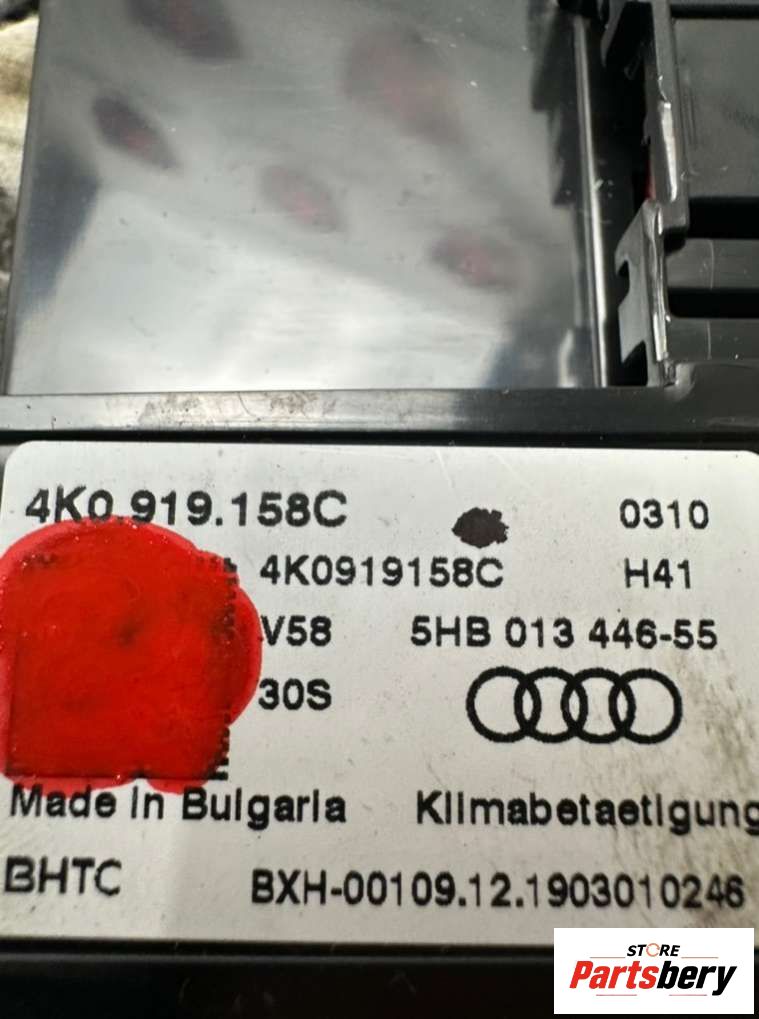 4K0.919.158C 0310
4K0919158C H41
V58 5HB 013 446-55
30S
Made in Bulgaria Klimabetaetigung
BHTC BXH-00109.12.1903010246
STORE
Partsbery